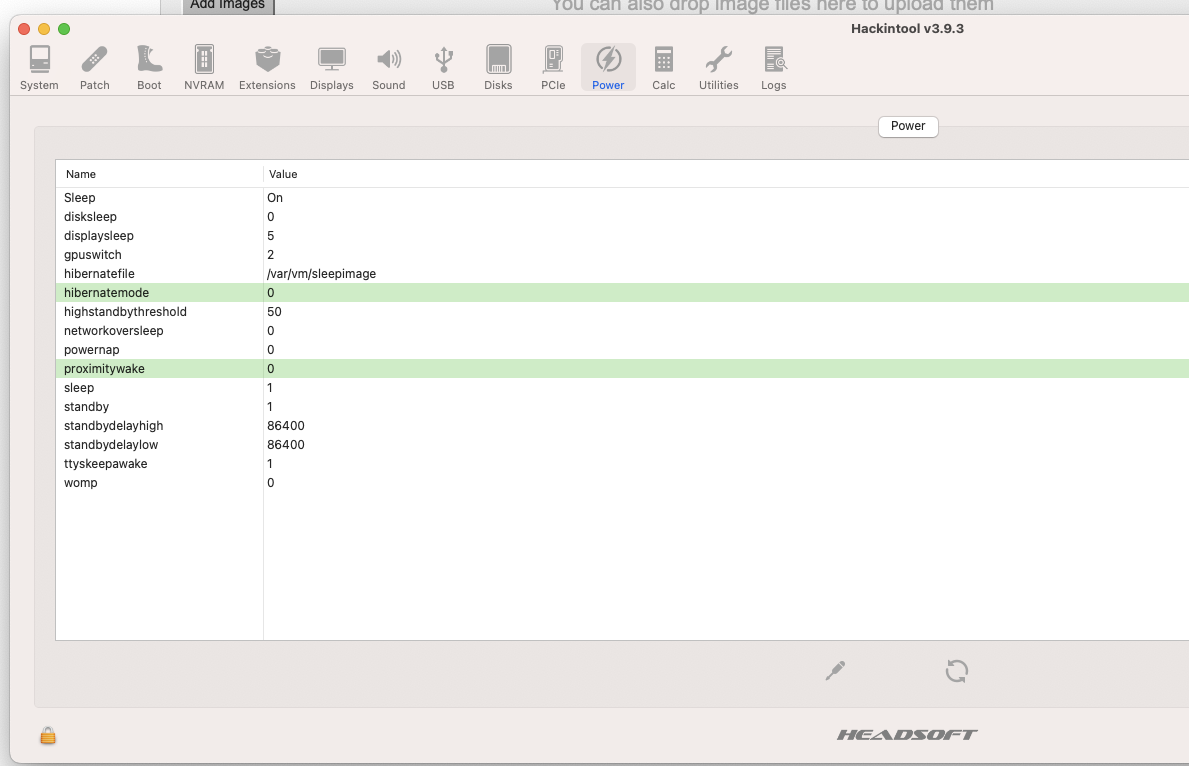 Add Images
You can also drop image files here to upload them
Hackintool v3.9.3
System Patch Boot NVRAM Extensions Displays Sound USB Disks PCIe Power Calc Utilities Logs
Power
Name Value
Sleep On
disksleep 0
displaysleep 5
gpuswitch 2
hibernatefile /var/vm/sleepimage
hibernatemode 0
highstandbythreshold 50
networkoversleep 0
powernap 0
proximitywake 0
sleep 1
standby 1
standbydelayhigh 86400
standbydelaylow 86400
ttyskeepawake 1
womp 0
HEADSOFT